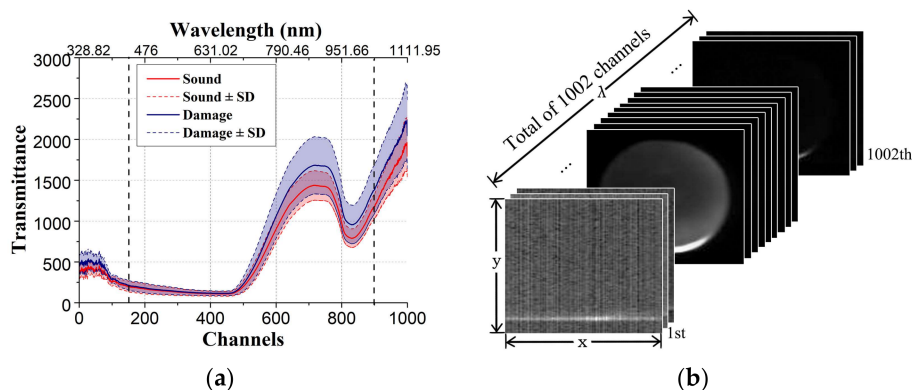 Wavelength (nm)
328.82 476 631.02 790.46 951.66 1111.95
3000
2500
2000
1500
1000
500
0
Transmittance
Sound
Sound ± SD
Damage
Damage ± SD
0 200 400 600 800 1000
Channels
(a)
Total of 1002 channels
λ
...
...
1002th
y
1st
x
(b)